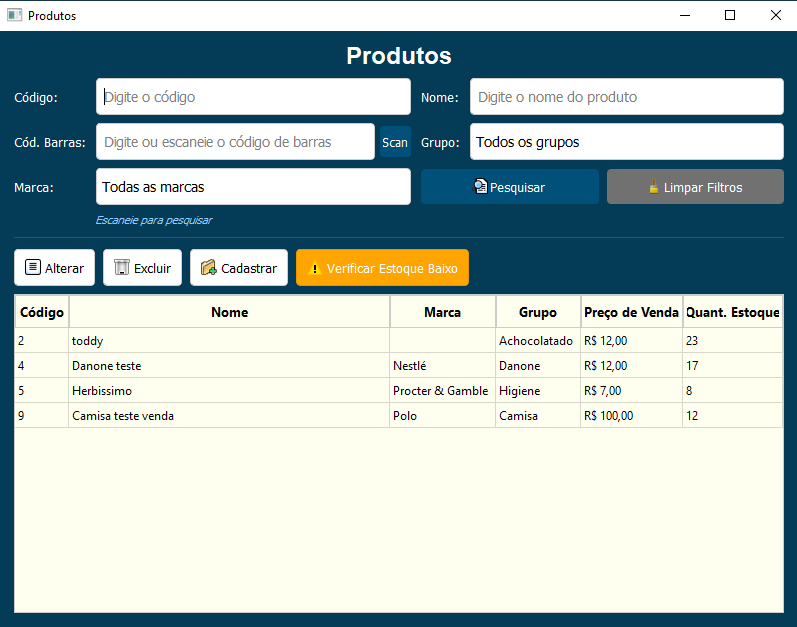 Produtos
Produtos
Código: Digite o código Nome: Digite o nome do produto
Cód. Barras: Digite ou escaneie o código de barras Scan Grupo: Todos os grupos
Marca: Todas as marcas Pesquisar Limpar Filtros
Escaneie para pesquisar
Alterar Excluir Cadastrar Verificar Estoque Baixo
Código Nome Marca Grupo Preço de Venda Quant. Estoque
2 toddy Achocolatado R$ 12,00 23
4 Danone teste Nestlé Danone R$ 12,00 17
5 Herbissimo Procter & Gamble Higiene R$ 7,00 8
9 Camisa teste venda Polo Camisa R$ 100,00 12